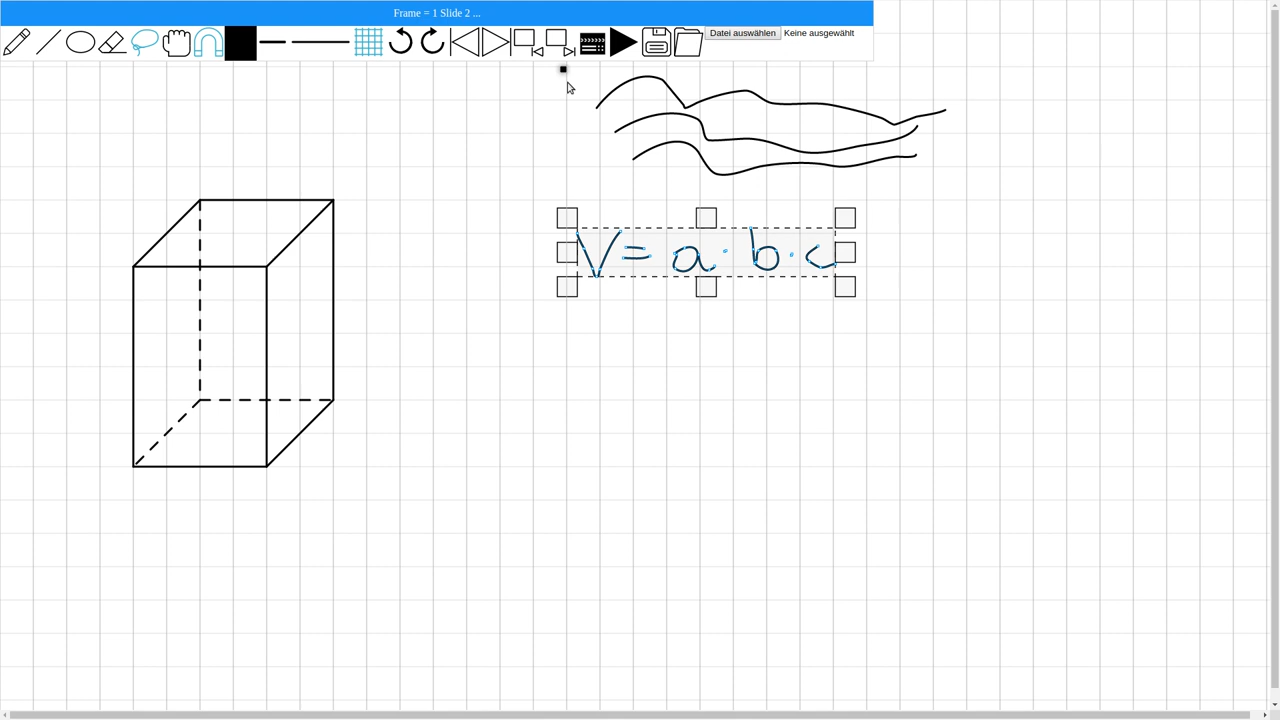 Frame = 1 Slide 2 ...
Datei auswählen Keine ausgewählt
V = a · b · c